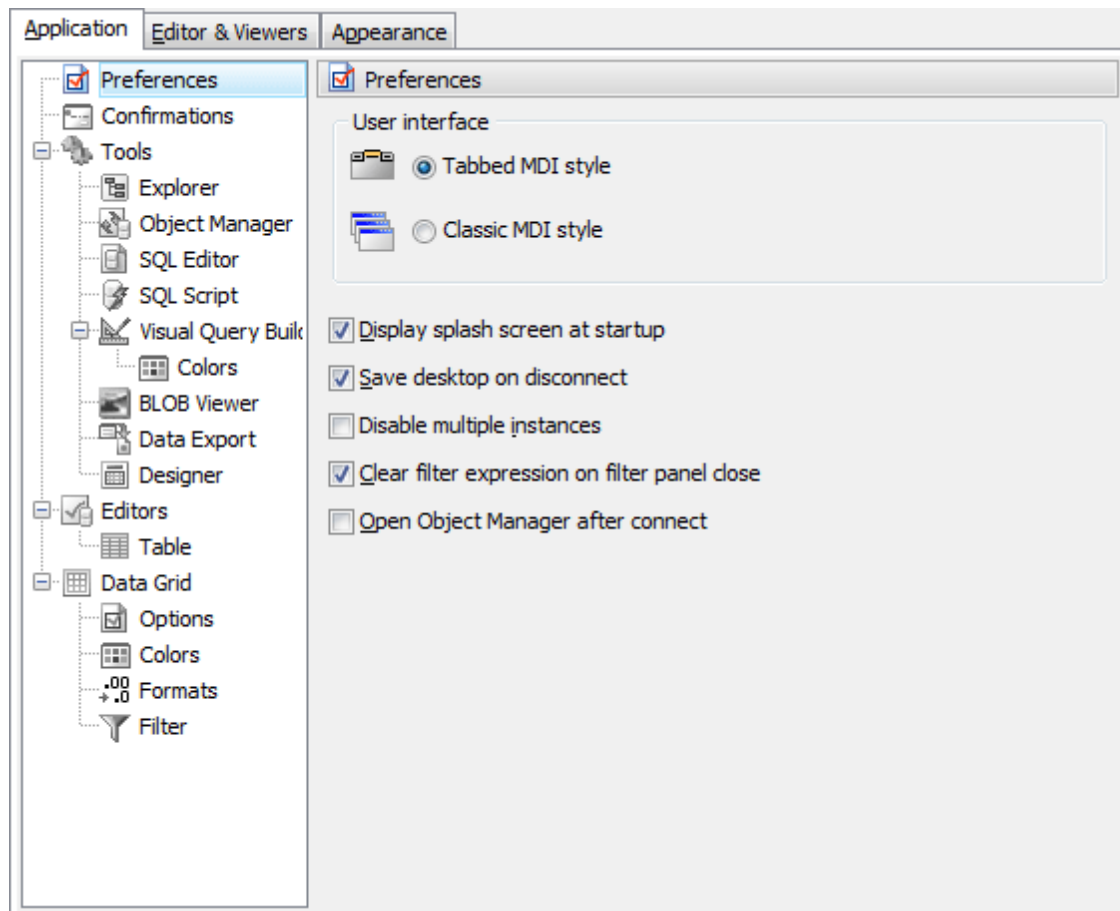 Application Editor & Viewers Appearance
Preferences
Confirmations
Tools
Explorer
Object Manager
SQL Editor
SQL Script
Visual Query Builc
Colors
BLOB Viewer
Data Export
Designer
Editors
Table
Data Grid
Options
Colors
Formats
Filter
Preferences
User interface
Tabbed MDI style
Classic MDI style
Display splash screen at startup
Save desktop on disconnect
Disable multiple instances
Clear filter expression on filter panel close
Open Object Manager after connect